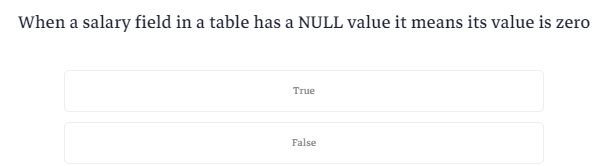 When a salary field in a table has a NULL value it means its value is zero
True
False